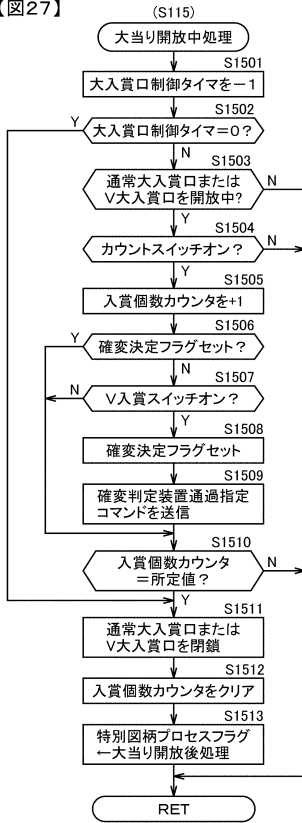 【図27】
(S115)
大当り開放中処理
S1501
大入賞口制御タイマを－1
S1502
Y
大入賞口制御タイマ＝0？
N
S1503
通常大入賞口または
V大入賞口を開放中?
N
Y
S1504
カウントスイッチオン？
N
Y
S1505
入賞個数カウンタを+1
S1506
Y
確変決定フラグセット？
N
S1507
N
V入賞スイッチオン？
Y
S1508
確変決定フラグセット
S1509
確変判定装置通過指定
コマンドを送信
S1510
入賞個数カウンタ
＝所定値？
N
Y
S1511
通常大入賞口または
V大入賞口を閉鎖
S1512
入賞個数カウンタをクリア
S1513
特別図柄プロセスフラグ
←大当り開放後処理
RET